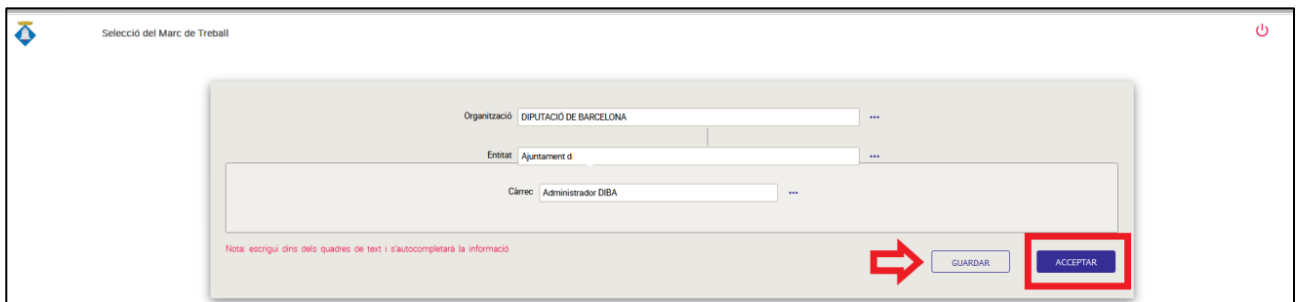 Selecció del Marc de Treball
Organització DIPUTACIÓ DE BARCELONA ...
Entitat Ajuntament d ...
Càrrec Administrador DIBA ...
Nota: escrigui dins dels quadres de text i s'autocompletarà la informació
GUARDAR ACCEPTAR